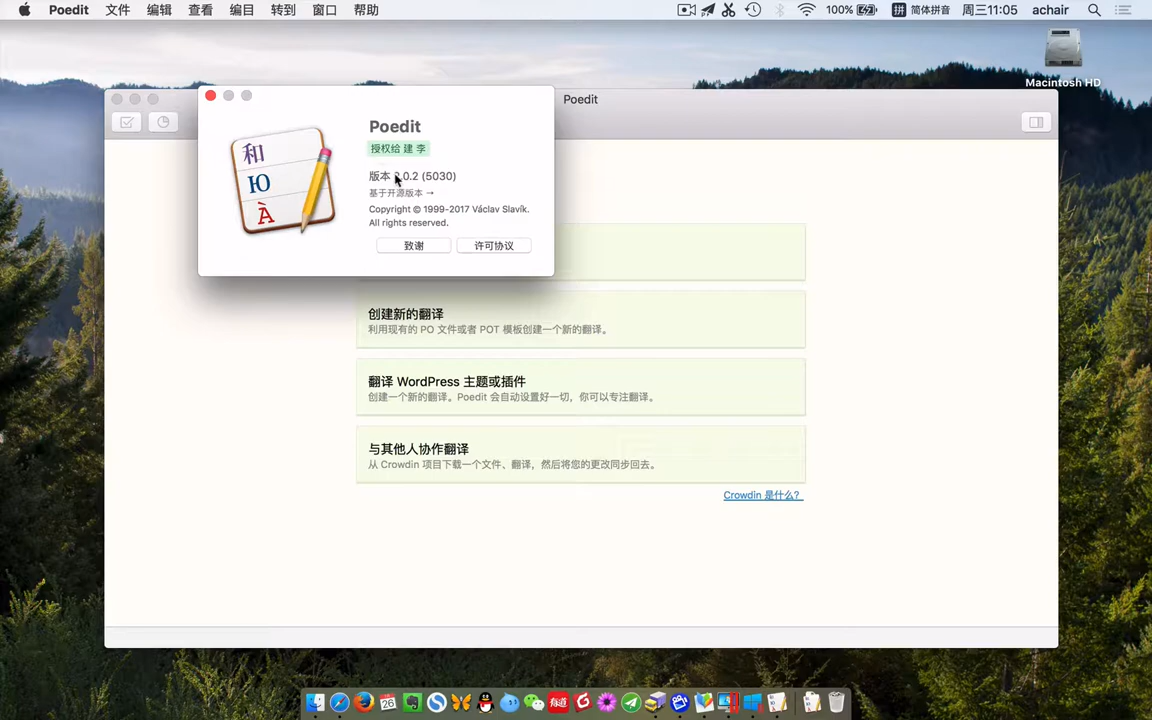 Poedit 文件 编辑 查看 编目 转到 窗口 帮助 100% 拼 简体拼音 周三11:05 achair
Macintosh HD
Poedit
和
Ю
À
Poedit
授权给 建 李
版本 .0.2 (5030)
基于开源版本 →
Copyright © 1999-2017 Václav Slavík.
All rights reserved.
致谢 许可协议
创建新的翻译
利用现有的 PO 文件或者 POT 模板创建一个新的翻译。
翻译 WordPress 主题或插件
创建一个新的翻译。Poedit 会自动设置好一切，你可以专注翻译。
与其他人协作翻译
从 Crowdin 项目下载一个文件、翻译，然后将您的更改同步回去。
Crowdin 是什么？
26
有道